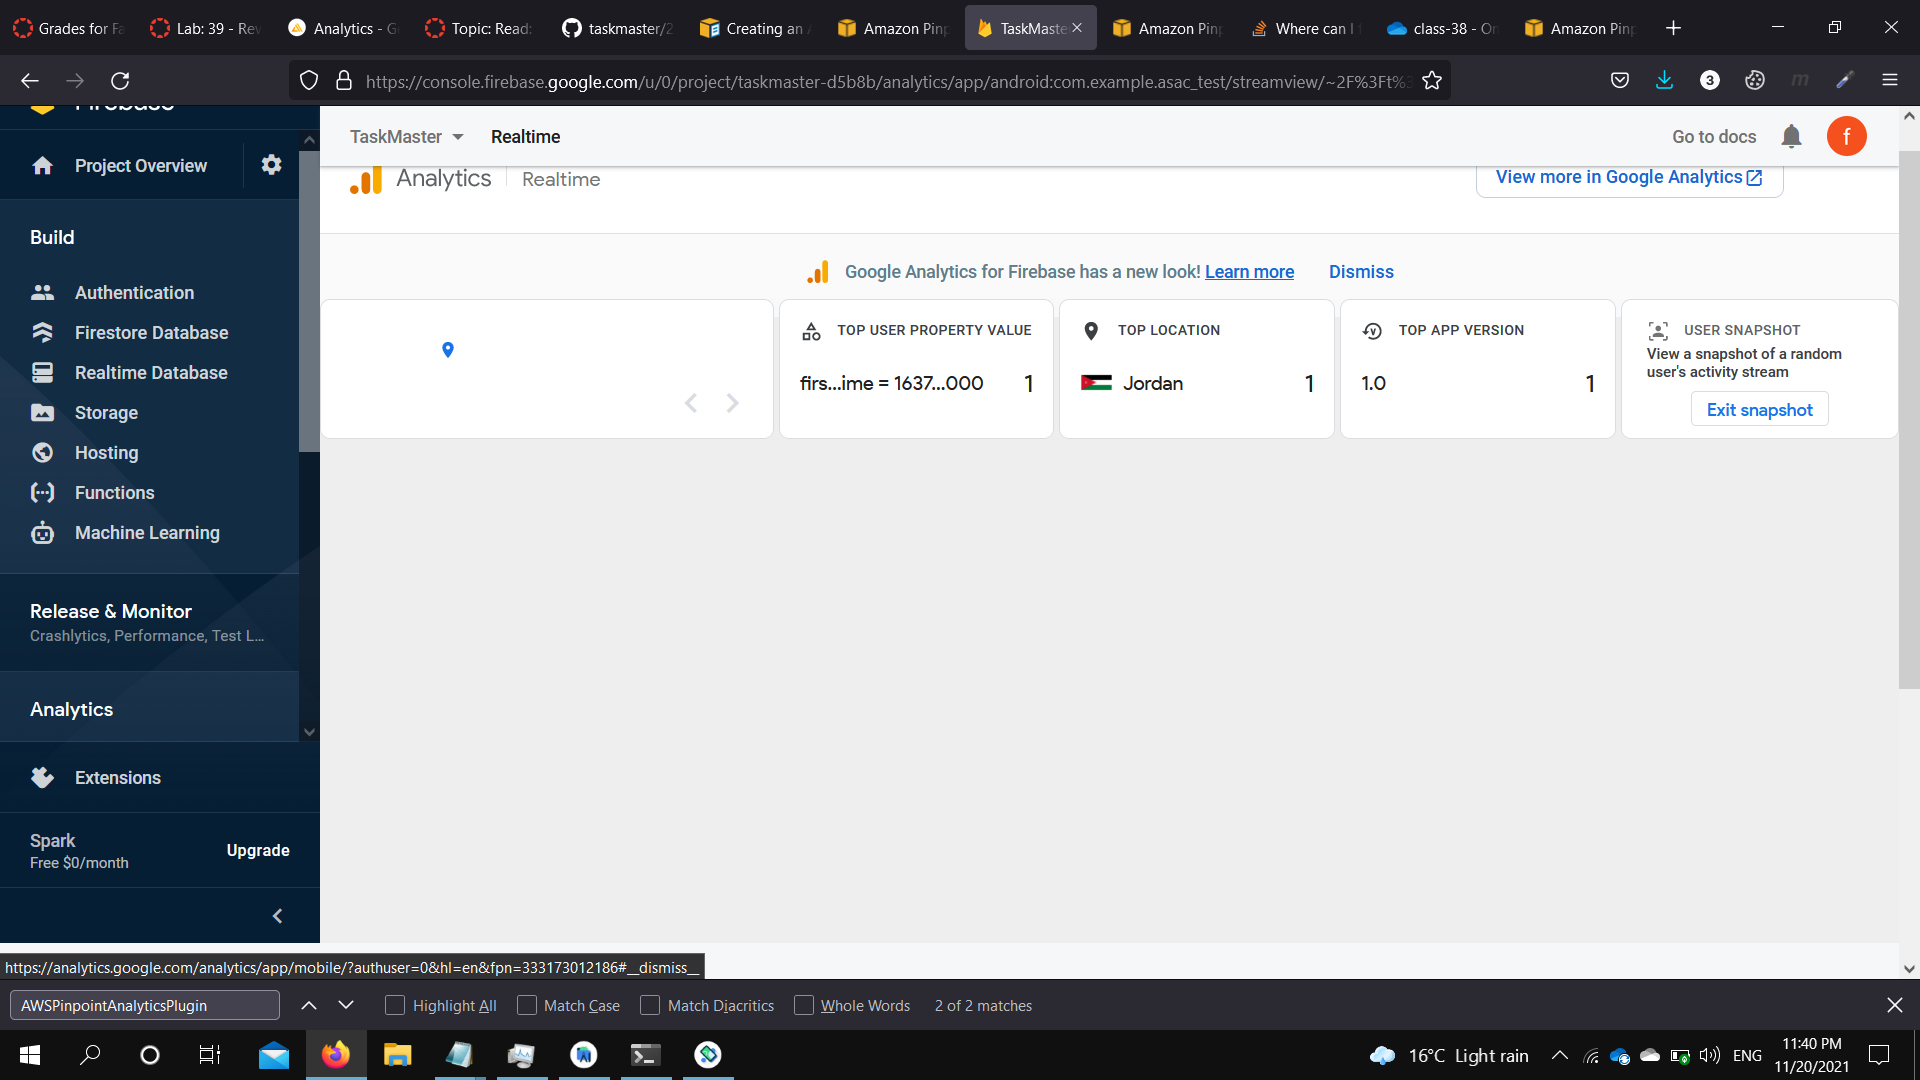 Grades for Fa
Lab: 39 - Rev
Analytics - G
Topic: Read:
taskmaster/2
Creating an A
Amazon Pinp
TaskMaste
Amazon Pinp
Where can I f
class-38 - On
Amazon Pinp
https://console.firebase.google.com/u/0/project/taskmaster-d5b8b/analytics/app/android:com.example.asac_test/streamview/~2F%3Ft%3
3
Firebase
Project Overview
Build
Authentication
Firestore Database
Realtime Database
Storage
Hosting
Functions
Machine Learning
Release & Monitor
Crashlytics, Performance, Test L...
Analytics
Extensions
Spark
Free $0/month
Upgrade
TaskMaster
Realtime
Go to docs
f
Analytics
Realtime
View more in Google Analytics
Google Analytics for Firebase has a new look! Learn more
Dismiss
TOP USER PROPERTY VALUE
firs...ime = 1637...000
1
TOP LOCATION
Jordan
1
TOP APP VERSION
1.0
1
USER SNAPSHOT
View a snapshot of a random
user's activity stream
Exit snapshot
https://analytics.google.com/analytics/app/mobile/?authuser=0&hl=en&fpn=333173012186#__dismiss__
AWSPinpointAnalyticsPlugin
Highlight All
Match Case
Match Diacritics
Whole Words
2 of 2 matches
16°C Light rain
ENG
11:40 PM
11/20/2021